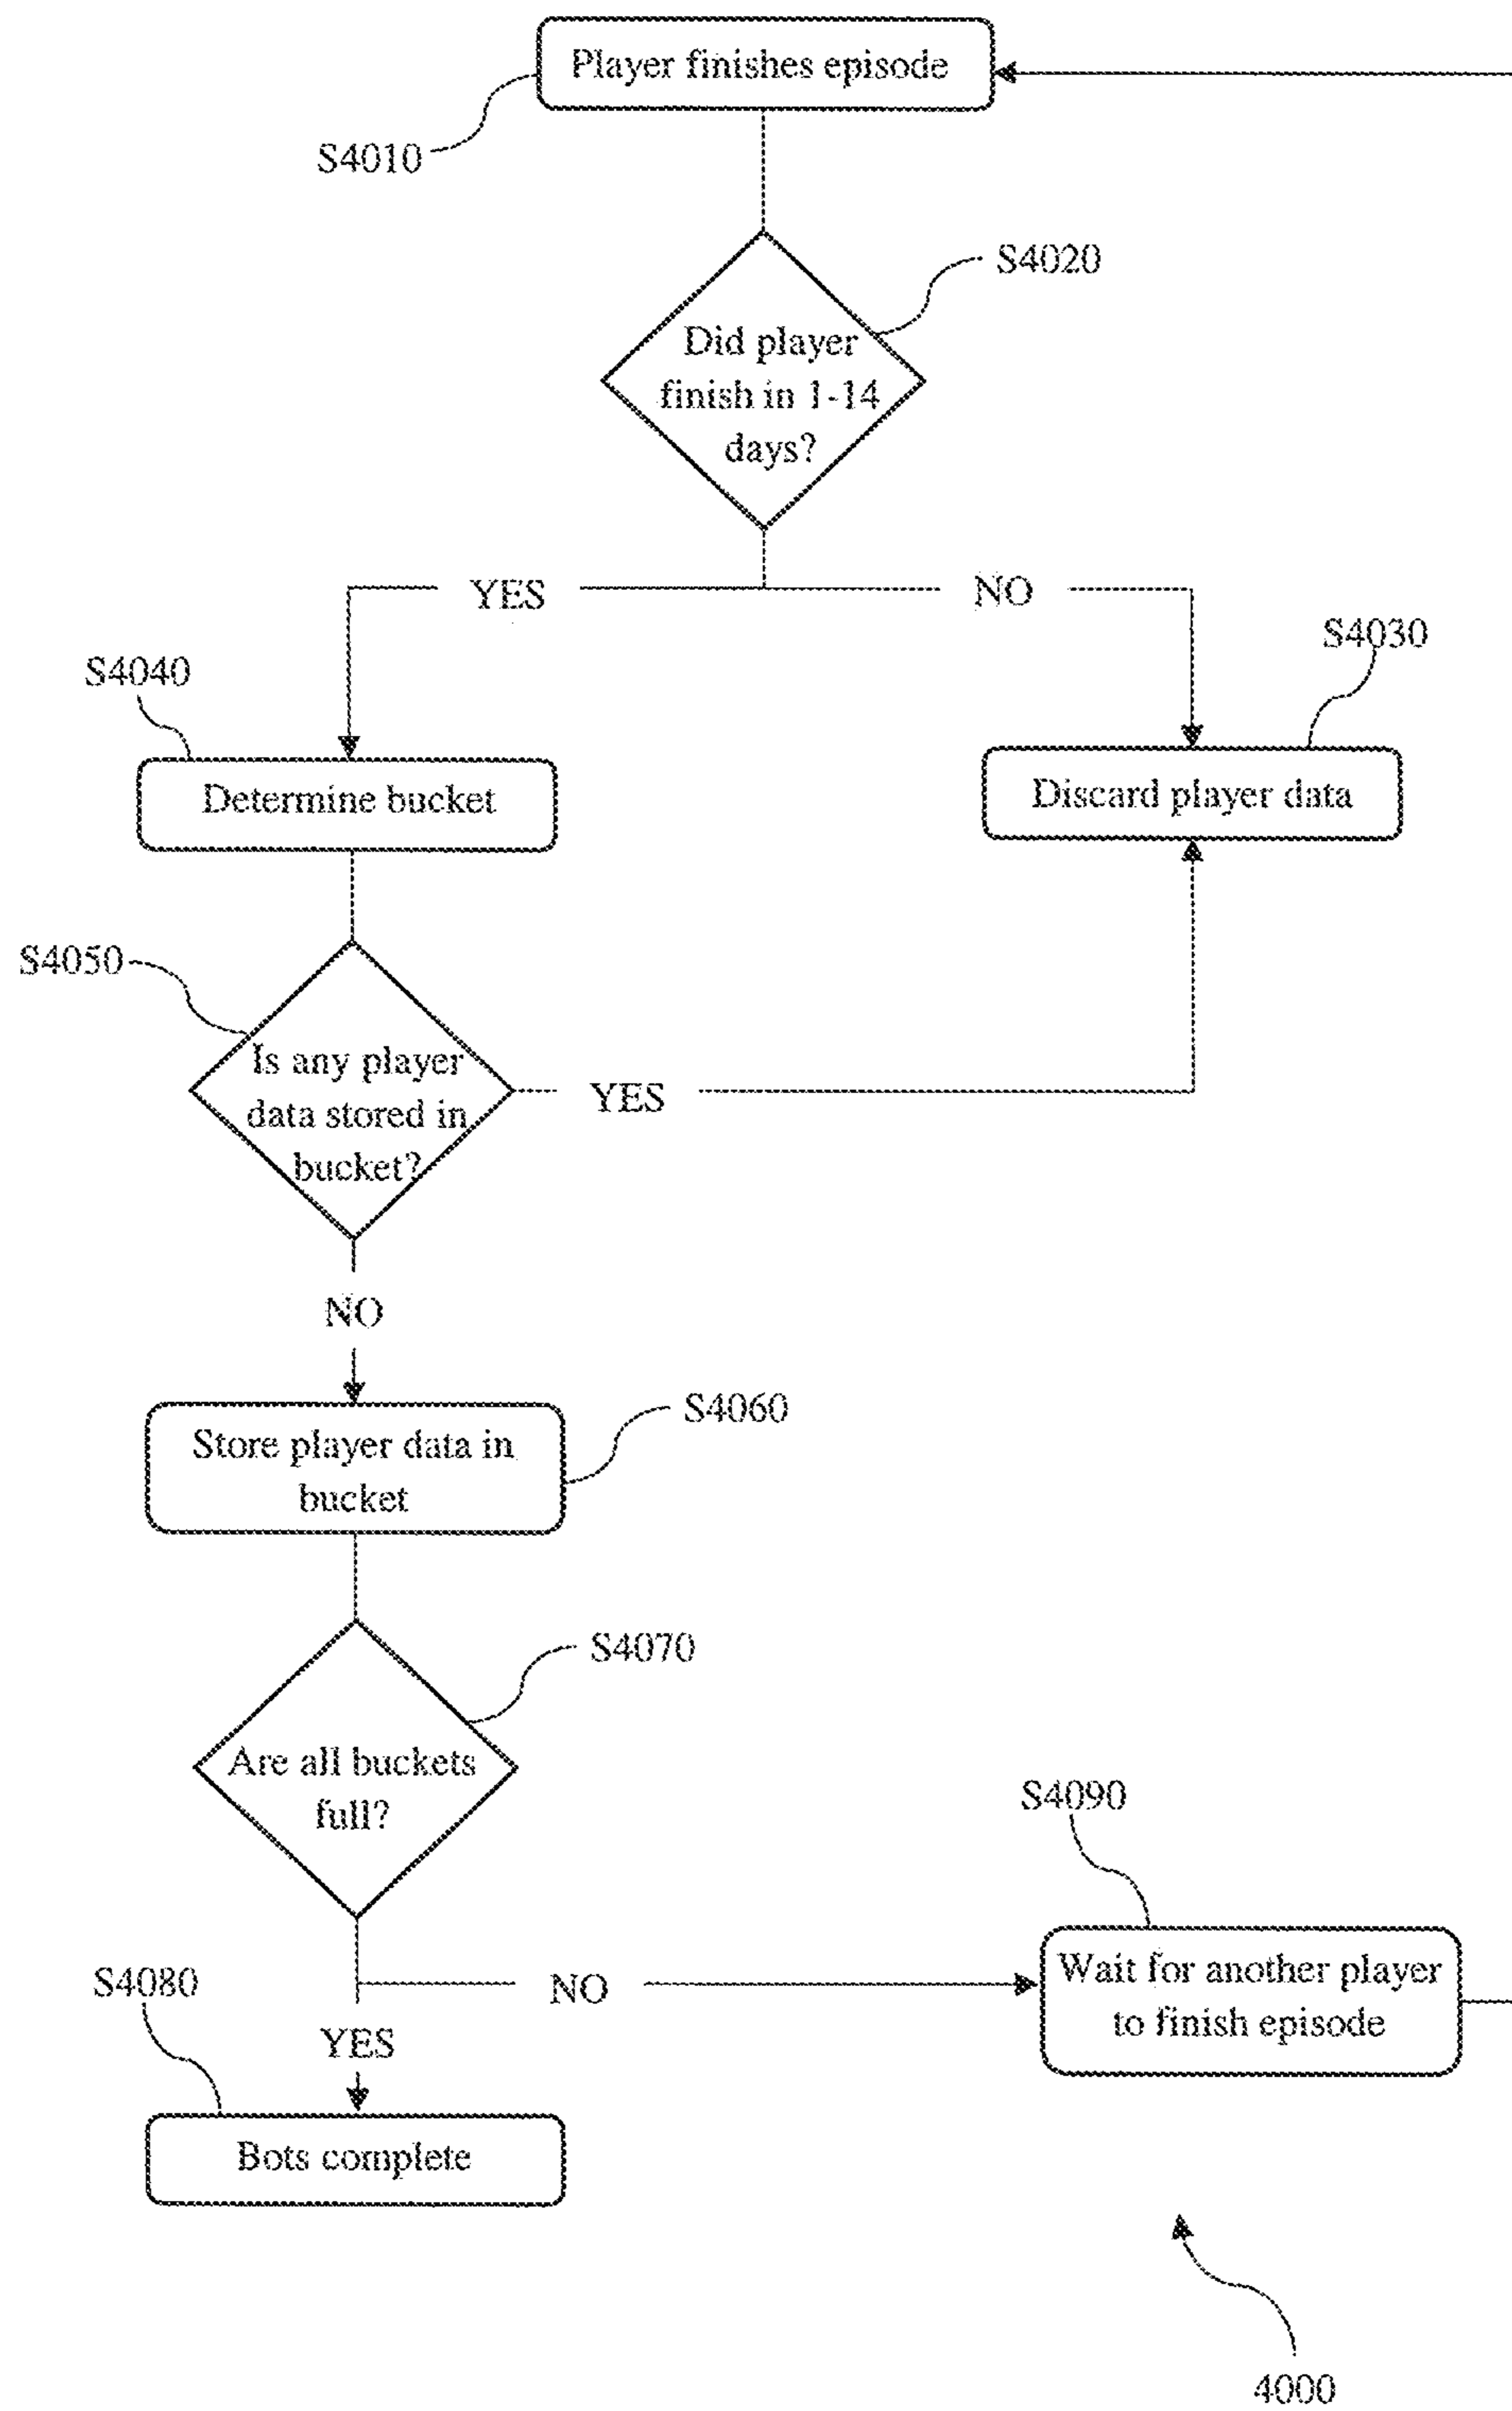 Player finishes episode
S4010
S4020
Did player
finish in 1-14
days?
YES
NO
S4030
S4040
Determine bucket
Discard player data
S4050
Is any player
data stored in
bucket?
YES
NO
S4060
Store player data in
bucket
S4070
Are all buckets
full?
S4090
Wait for another player
to finish episode
S4080
NO
YES
Bots complete
4000